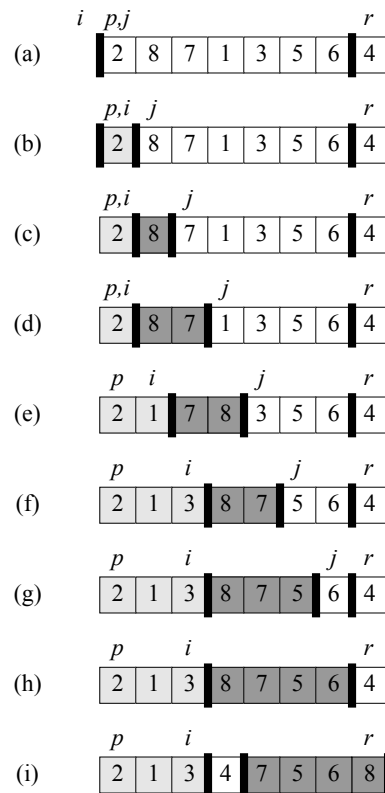 i p,j r
(a) 2 8 7 1 3 5 6 4
p,i j r
(b) 2 8 7 1 3 5 6 4
p,i j r
(c) 2 8 7 1 3 5 6 4
p,i j r
(d) 2 8 7 1 3 5 6 4
p i j r
(e) 2 1 7 8 3 5 6 4
p i j r
(f) 2 1 3 8 7 5 6 4
p i j r
(g) 2 1 3 8 7 5 6 4
p i r
(h) 2 1 3 8 7 5 6 4
p i r
(i) 2 1 3 4 7 5 6 8